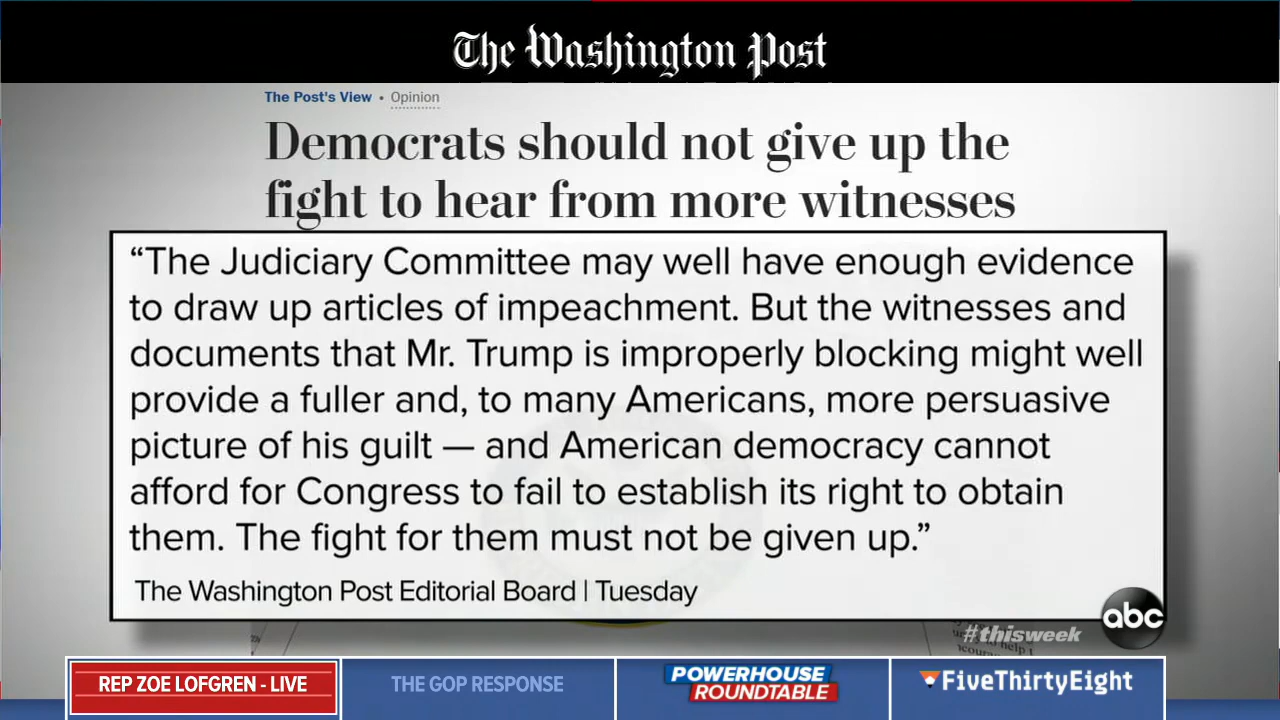 The Washington Post
The Post's View • Opinion
Democrats should not give up the
fight to hear from more witnesses
“The Judiciary Committee may well have enough evidence
to draw up articles of impeachment. But the witnesses and
documents that Mr. Trump is improperly blocking might well
provide a fuller and, to many Americans, more persuasive
picture of his guilt — and American democracy cannot
afford for Congress to fail to establish its right to obtain
them. The fight for them must not be given up.”
The Washington Post Editorial Board | Tuesday
abc
#thisweek
REP ZOE LOFGREN - LIVE
THE GOP RESPONSE
POWERHOUSE
ROUNDTABLE
FiveThirtyEight